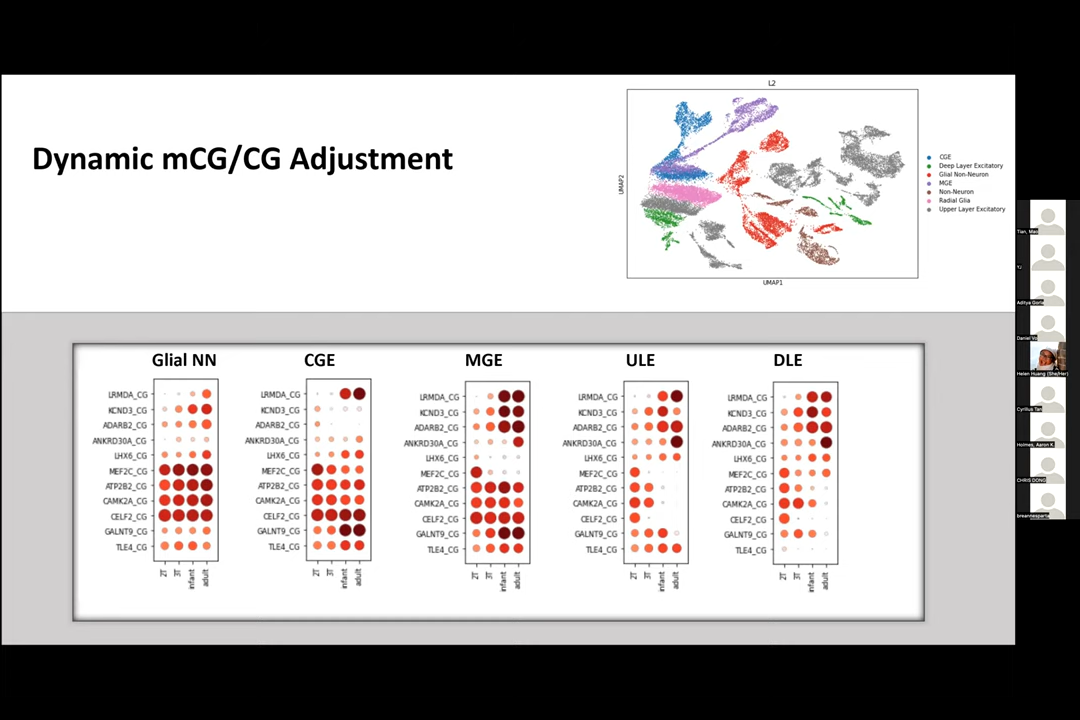 Dynamic mCG/CG Adjustment
L2
UMAP2
UMAP1
CGE
Deep Layer Excitatory
Glial Non-Neuron
MGE
Non-Neuron
Radial Glia
Upper Layer Excitatory
Glial NN
LRMDA_CG
KCND3_CG
ADARB2_CG
ANKRD30A_CG
LHX6_CG
MEF2C_CG
ATP2B2_CG
CAMK2A_CG
CELF2_CG
GALNT9_CG
TLE4_CG
2T 3T infant adult
CGE
LRMDA_CG
KCND3_CG
ADARB2_CG
ANKRD30A_CG
LHX6_CG
MEF2C_CG
ATP2B2_CG
CAMK2A_CG
CELF2_CG
GALNT9_CG
TLE4_CG
2T 3T infant adult
MGE
LRMDA_CG
KCND3_CG
ADARB2_CG
ANKRD30A_CG
LHX6_CG
MEF2C_CG
ATP2B2_CG
CAMK2A_CG
CELF2_CG
GALNT9_CG
TLE4_CG
2T 3T infant adult
ULE
LRMDA_CG
KCND3_CG
ADARB2_CG
ANKRD30A_CG
LHX6_CG
MEF2C_CG
ATP2B2_CG
CAMK2A_CG
CELF2_CG
GALNT9_CG
TLE4_CG
2T 3T infant adult
DLE
LRMDA_CG
KCND3_CG
ADARB2_CG
ANKRD30A_CG
LHX6_CG
MEF2C_CG
ATP2B2_CG
CAMK2A_CG
CELF2_CG
GALNT9_CG
TLE4_CG
2T 3T infant adult
Tian, Mai
YJ
Aditya Goria
Daniel Vo
Helen Huang (She/Her)
Cyrillus Tan
Holmes, Aaron K.
CHRIS DONG